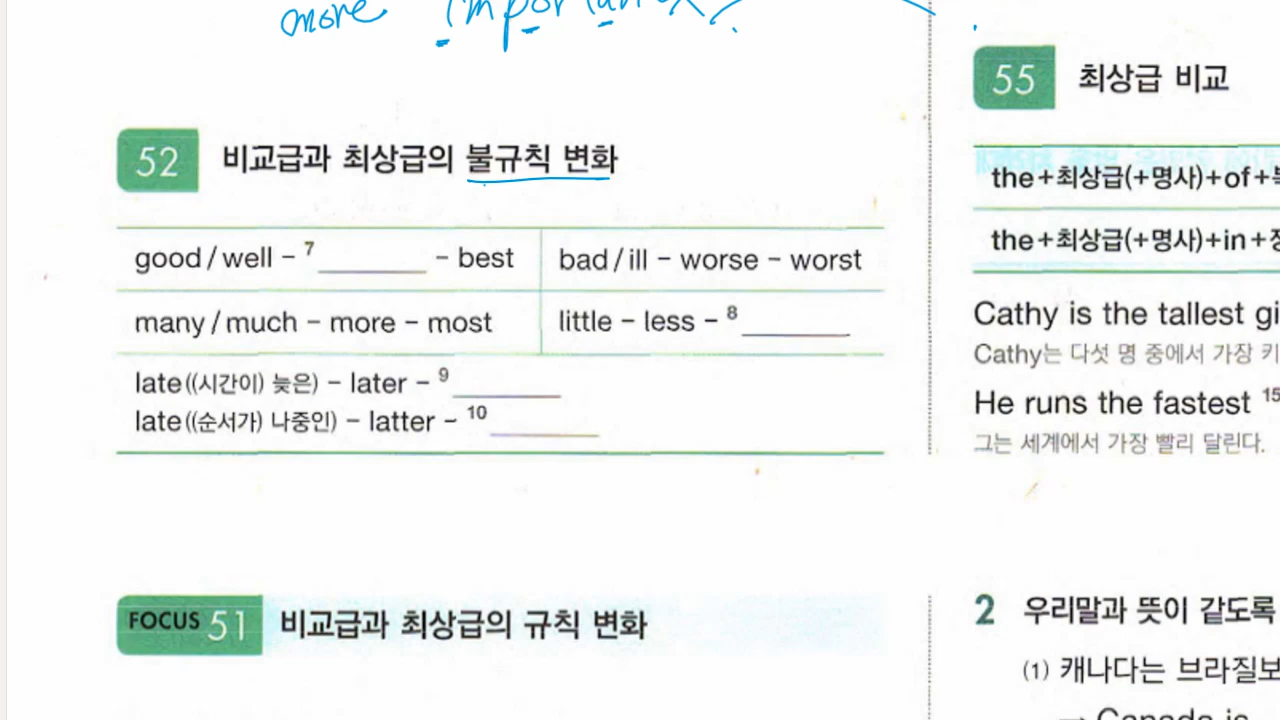 more
52 비교급과 최상급의 불규칙 변화
good/well – 7 ________ – best
bad/ill – worse – worst
many/much – more – most
little – less – 8 ________
late((시간이) 늦은) – later – 9 ________
late((순서가) 나중인) – latter – 10 ________
FOCUS 51 비교급과 최상급의 규칙 변화
55 최상급 비교
the+최상급(+명사)+of+
the+최상급(+명사)+in+
Cathy is the tallest
Cathy는 다섯 명 중에서 가장 키
He runs the fastest 15
그는 세계에서 가장 빨리 달린다.
2 우리말과 뜻이 같도록
(1) 캐나다는 브라질보
→ Canada is